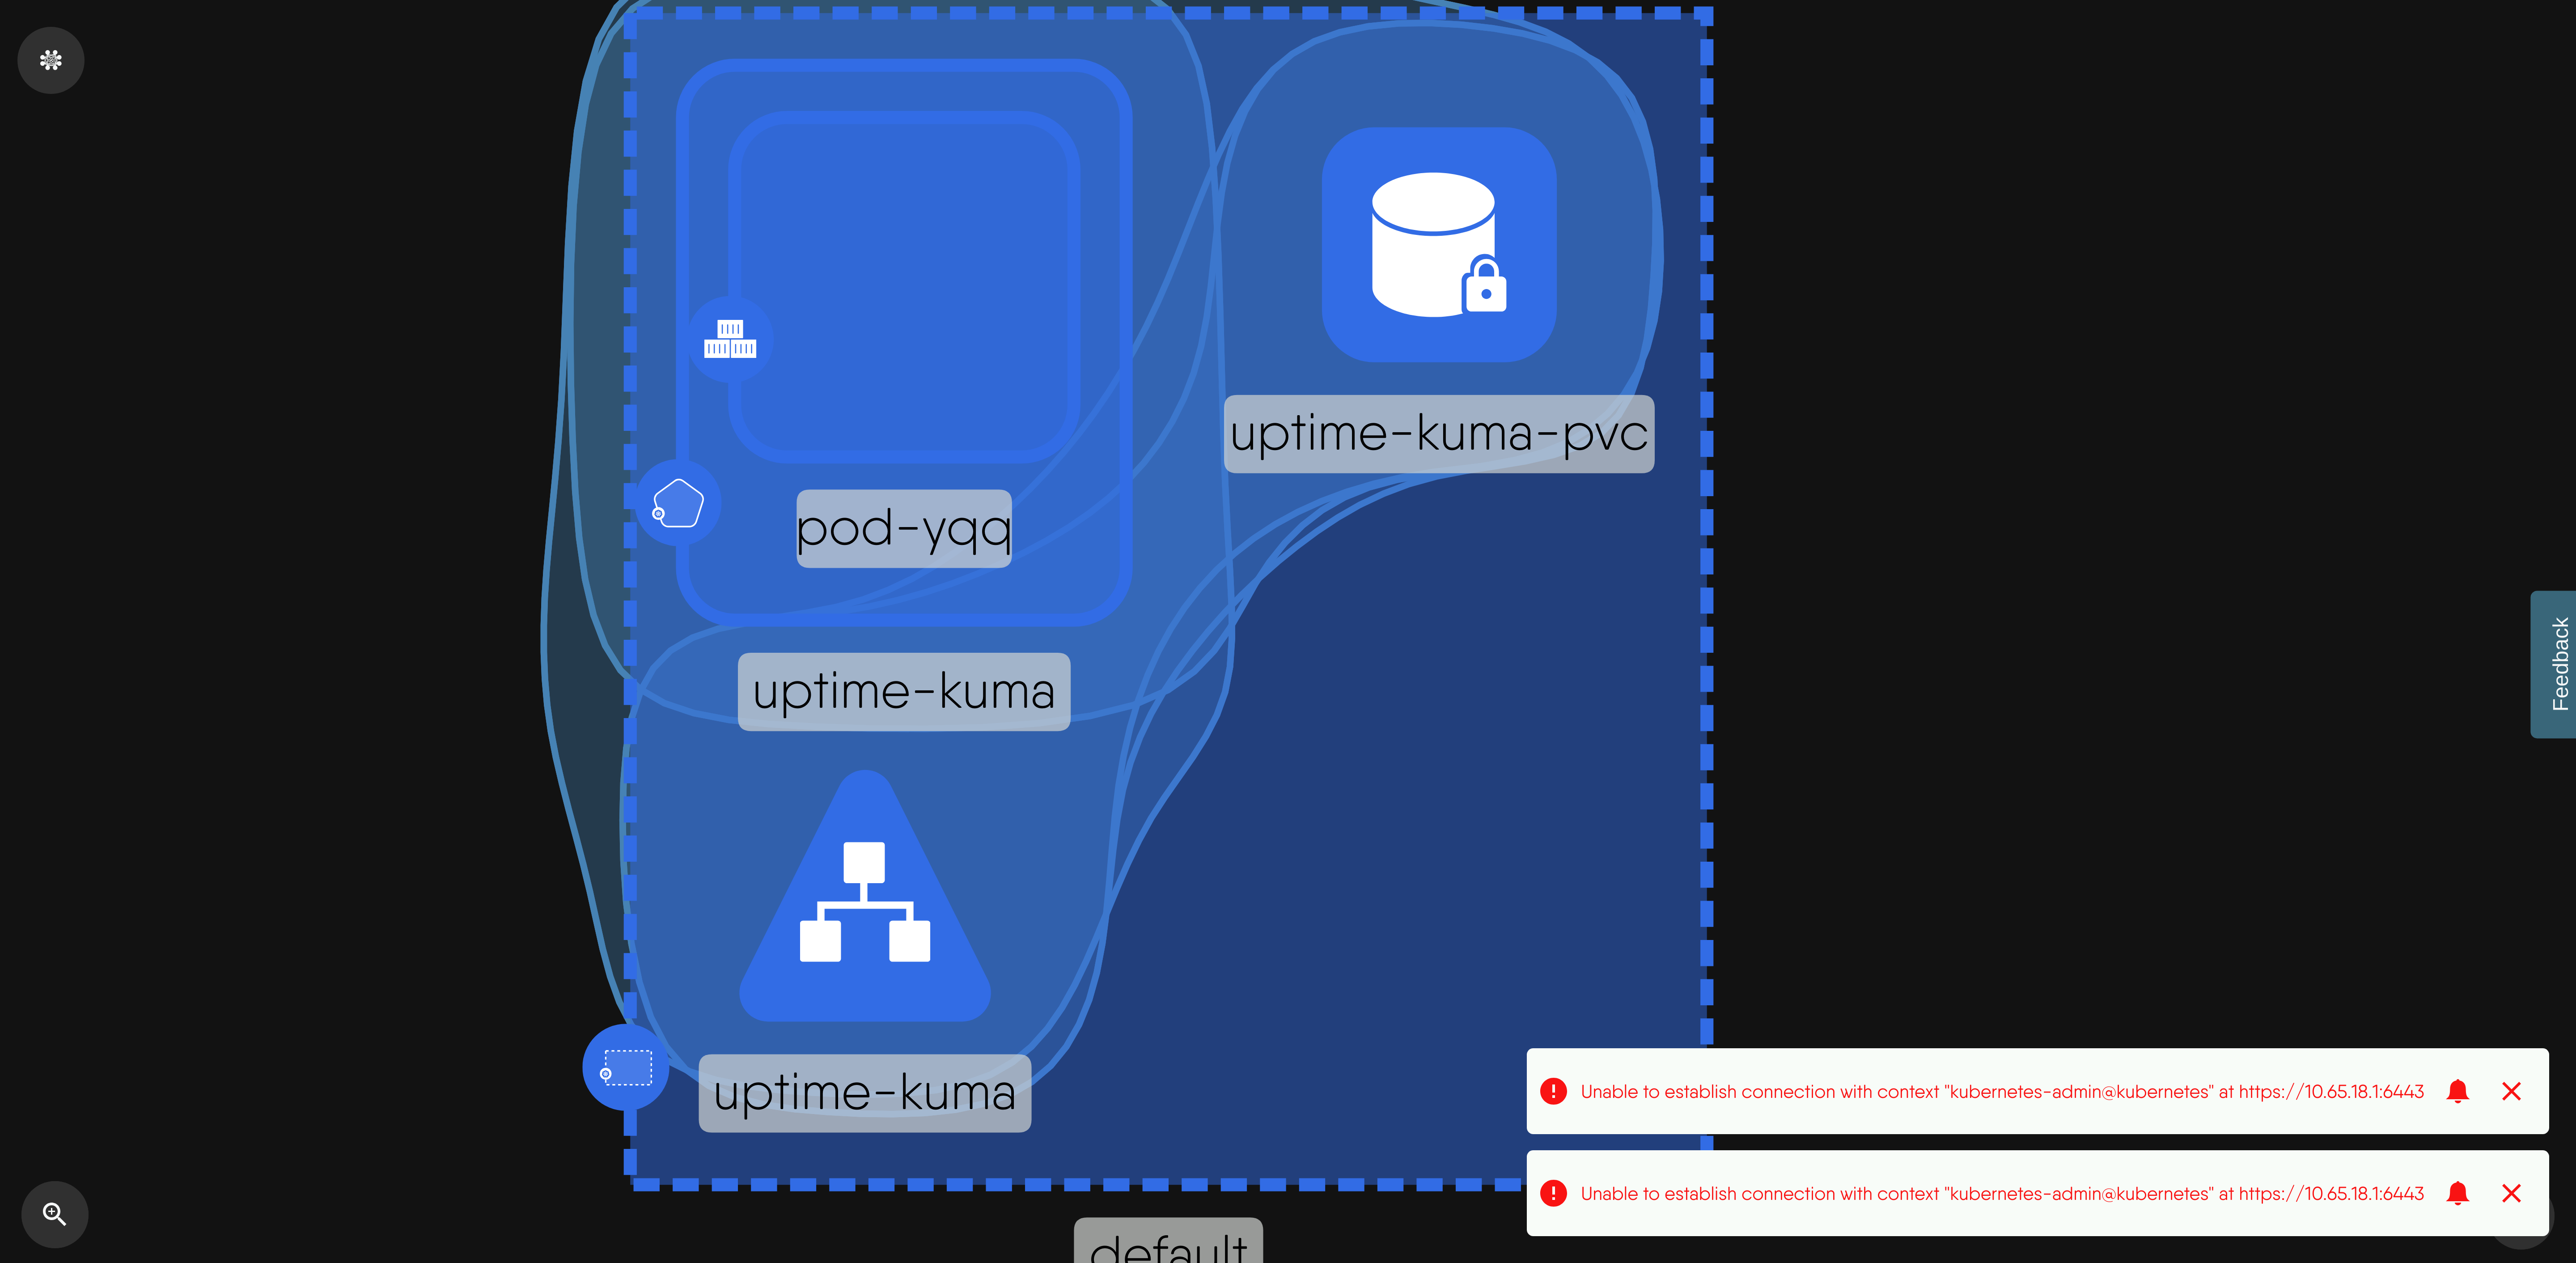 uptime-kuma-pvc
pod-yqq
uptime-kuma
uptime-kuma
default
Feedback
Unable to establish connection with context "kubernetes-admin@kubernetes" at https://10.65.18.1:6443
Unable to establish connection with context "kubernetes-admin@kubernetes" at https://10.65.18.1:6443